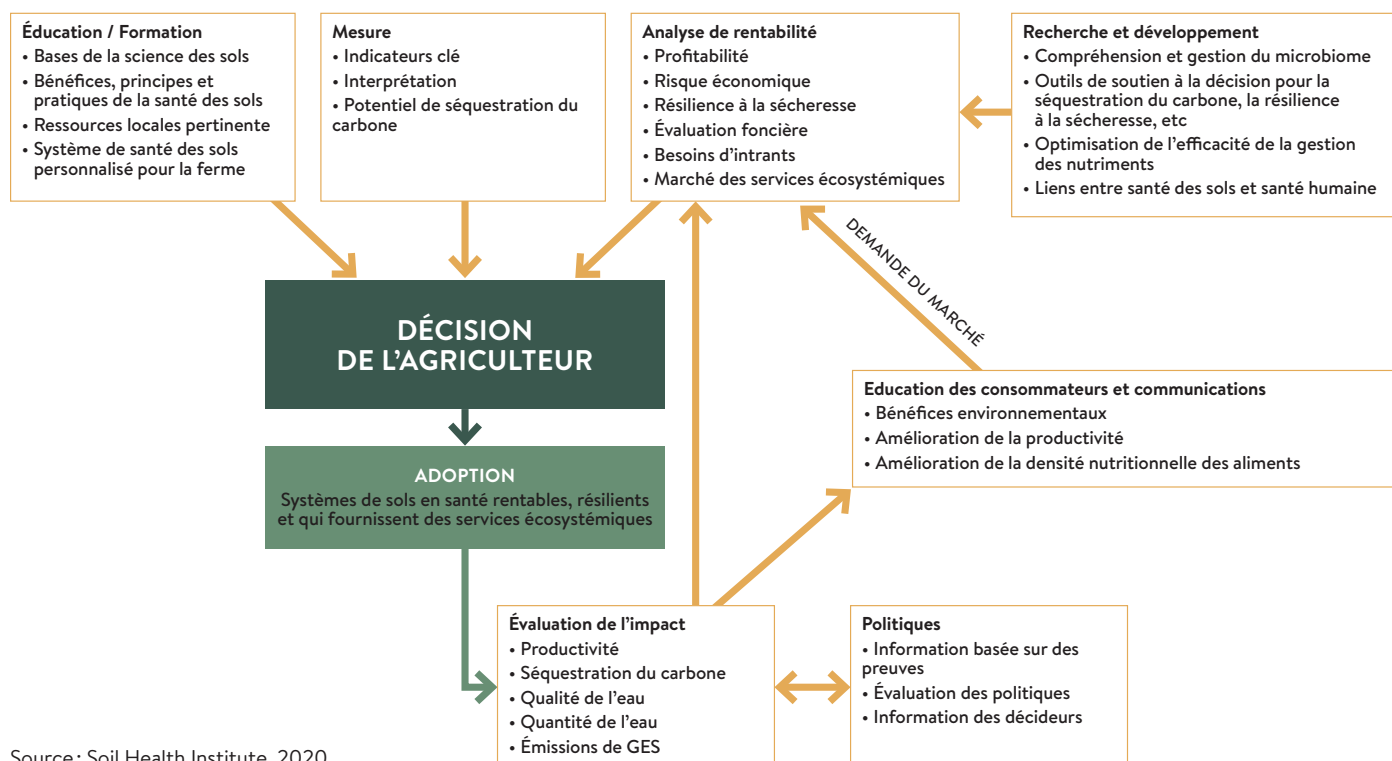 Éducation / Formation
• Bases de la science des sols
• Bénéfices, principes et
pratiques de la santé des sols
• Ressources locales pertinente
• Système de santé des sols
personnalisé pour la ferme
Mesure
• Indicateurs clé
• Interprétation
• Potentiel de séquestration du
carbone
Analyse de rentabilité
• Profitabilité
• Risque économique
• Résilience à la sécheresse
• Évaluation foncière
• Besoins d’intrants
• Marché des services écosystémiques
Recherche et développement
• Compréhension et gestion du microbiome
• Outils de soutien à la décision pour la
séquestration du carbone, la résilience
à la sécheresse, etc
• Optimisation de l’efficacité de la gestion
des nutriments
• Liens entre santé des sols et santé humaine
DEMANDE DU MARCHÉ
DÉCISION
DE L’AGRICULTEUR
Education des consommateurs et communications
• Bénéfices environnementaux
• Amélioration de la productivité
• Amélioration de la densité nutritionnelle des aliments
ADOPTION
Systèmes de sols en santé rentables, résilients
et qui fournissent des services écosystémiques
Évaluation de l’impact
• Productivité
• Séquestration du carbone
• Qualité de l’eau
• Quantité de l’eau
• Émissions de GES
Politiques
• Information basée sur des
preuves
• Évaluation des politiques
• Information des décideurs
Source : Soil Health Institute, 2020